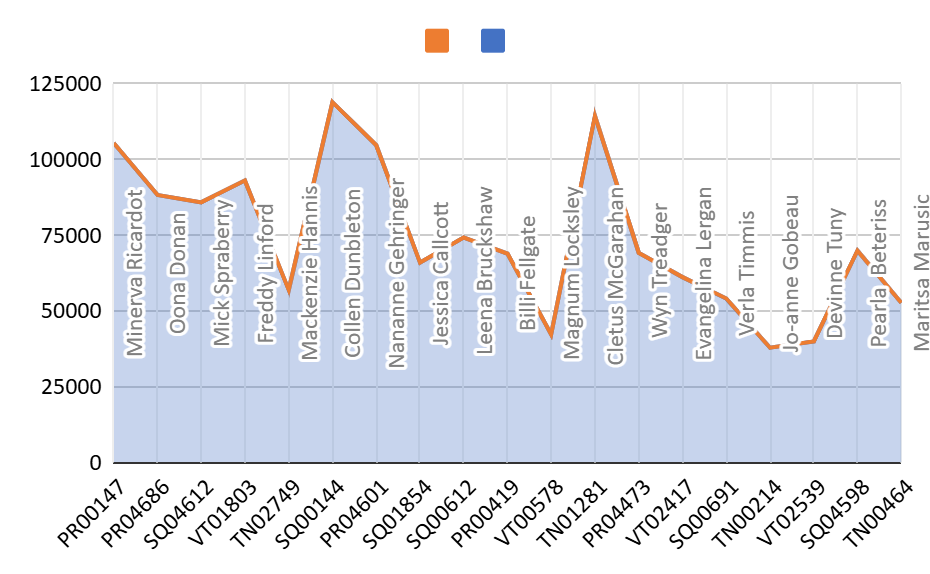 125000
100000
75000
50000
25000
0
Minerva Ricardot
Oona Donan
Mick Spraberry
Freddy Linford
Mackenzie Hannis
Collen Dunbleton
Nananne Gehringer
Jessica Callcott
Leena Bruckshaw
Billi Fellgate
Magnum Locksley
Cletus McGarahan
Wyn Treadger
Evangelina Lergan
Verla Timmis
Jo-anne Gobeau
Devinne Tuny
Pearla Beteriss
Maritsa Marusic
PR00147
PR04686
SQ04612
VT01803
TN02749
SQ00144
PR04601
SQ01854
SQ00612
PR00419
VT00578
TN01281
PR04473
VT02417
SQ00691
TN00214
VT02539
SQ04598
TN00464